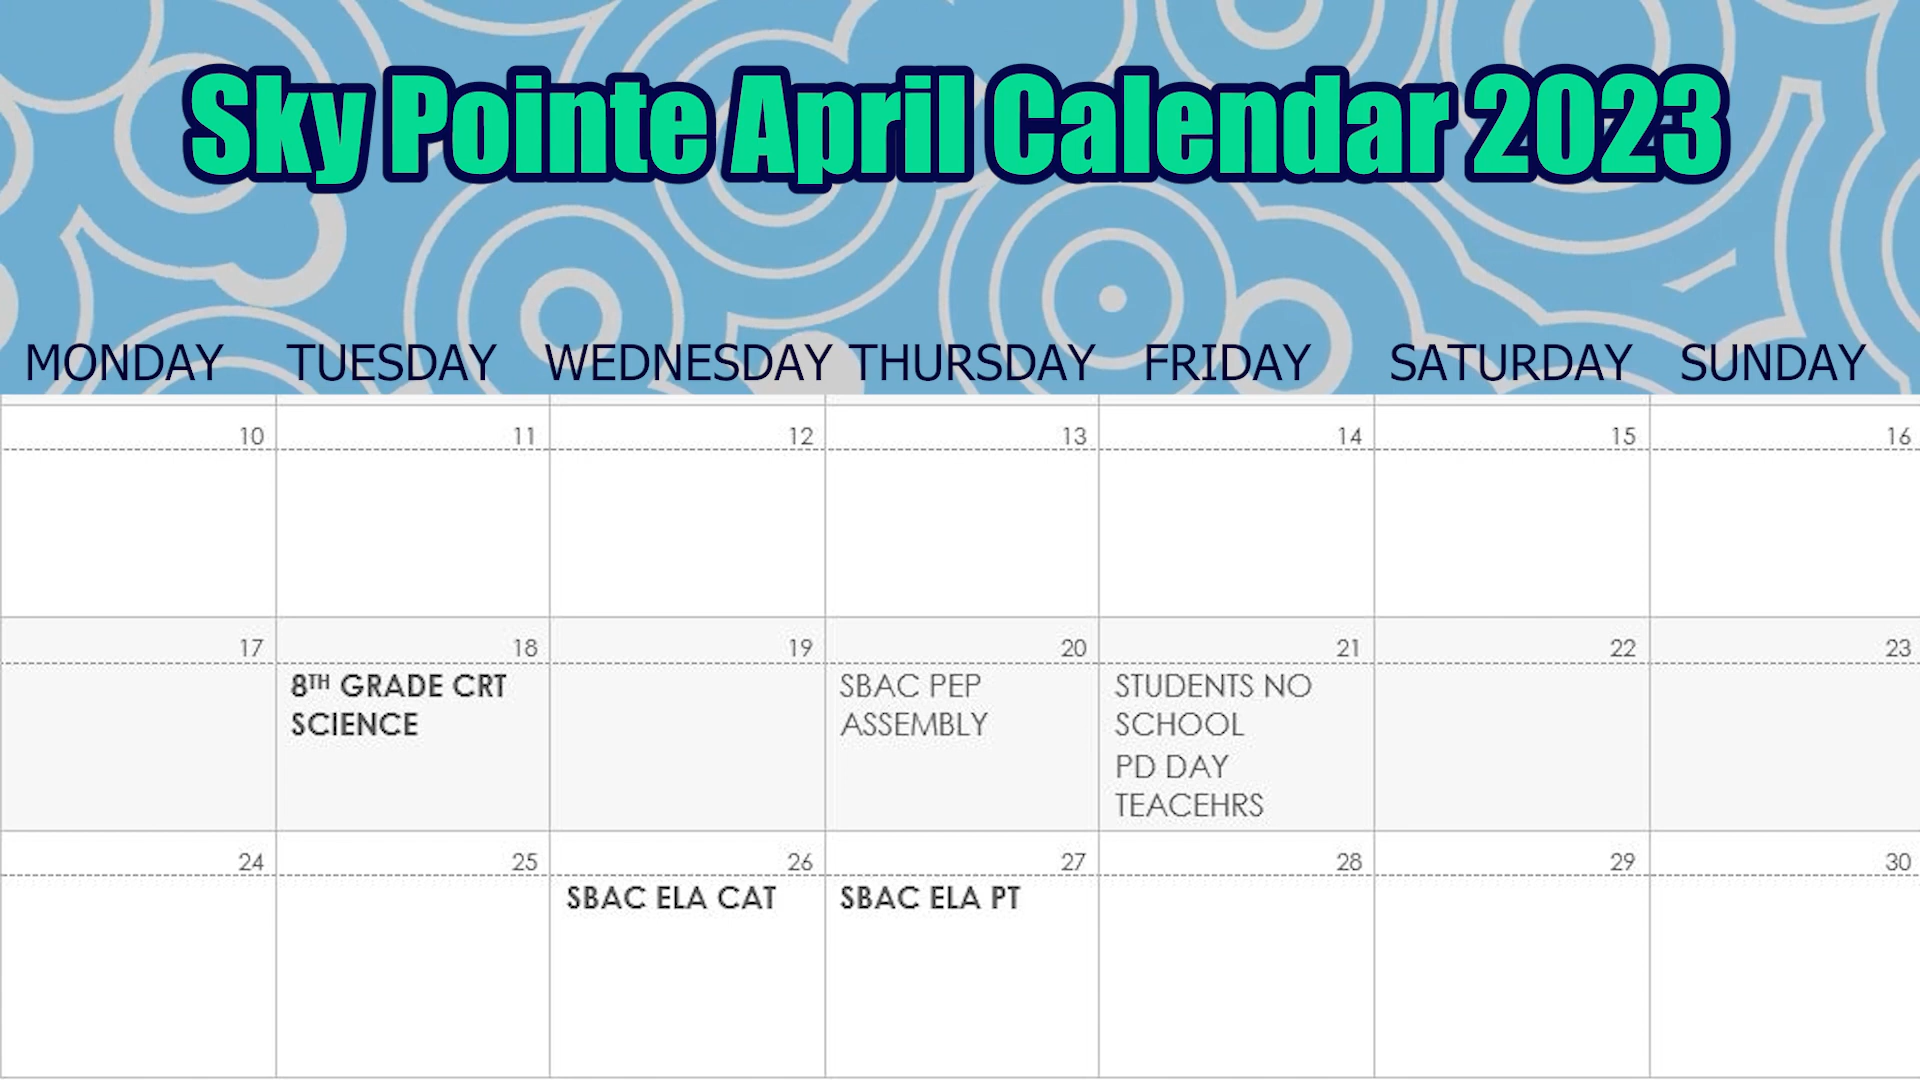 Sky Pointe April Calendar 2023
MONDAY TUESDAY WEDNESDAY THURSDAY FRIDAY SATURDAY SUNDAY
10 11 12 13 14 15 16
17 18 19 20 21 22 23
8TH GRADE CRT
SCIENCE
SBAC PEP
ASSEMBLY
STUDENTS NO
SCHOOL
PD DAY
TEACEHRS
24 25 26 27 28 29 30
SBAC ELA CAT
SBAC ELA PT